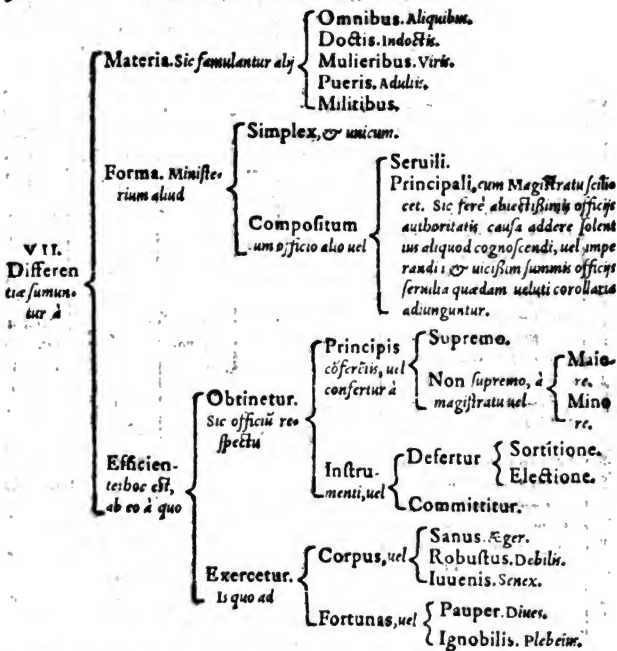 VII.
Differen
tiæ sumun-
tur à
Materia. Sic famulantur alij
Omnibus. Aliquibus.
Doctis. Indoctis.
Mulieribus. Viris.
Pueris. Adultis.
Militibus.
Forma. Ministe-
rium aliud
Simplex, & unicum.
Compositum
um officio alio uel
Seruili.
Principali, cum Magistratu scilic
cet. Sic ferè abiectißimis officijs
authoritatis causa addere solent
ius aliquod cognoscendi, uel impe
randi: & uicißim summis officijs
seruilia quædam ueluti corollaria
adiunguntur.
Efficien-
te: hoc est,
ab eo à quo
Obtinetur.
Sic officiũ re-
spectu
Principis
cõferẽtis, uel
confertur à
Supremo.
Non supremo, à
magistratu uel
Maio-
re.
Mino
re.
Instru-
menti, uel
Defertur
Sortitione.
Electione.
Committitur.
Exercetur.
Is quo ad
Corpus, uel
Sanus. Æger.
Robustus. Debilis.
Iuuenis. Senex.
Fortunas, uel
Pauper. Diues.
Ignobilis. Plebeius.